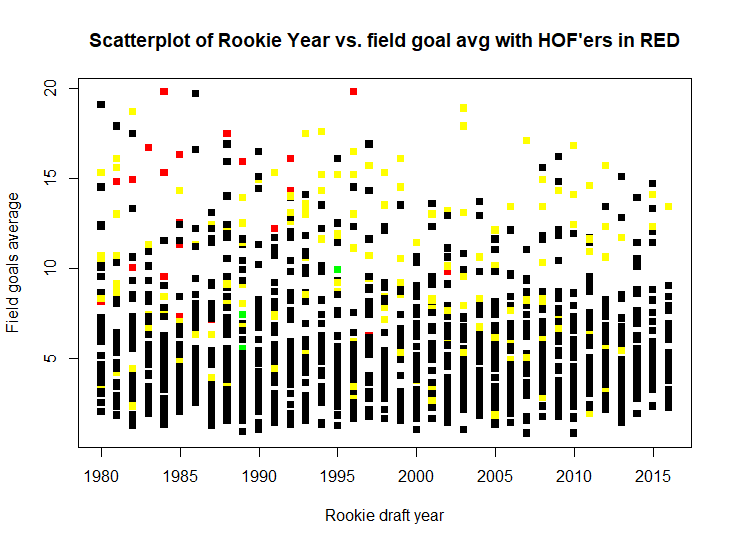 Scatterplot of Rookie Year vs. field goal avg with HOF'ers in RED
Field goals average
20
15
10
5
1980 1985 1990 1995 2000 2005 2010 2015
Rookie draft year